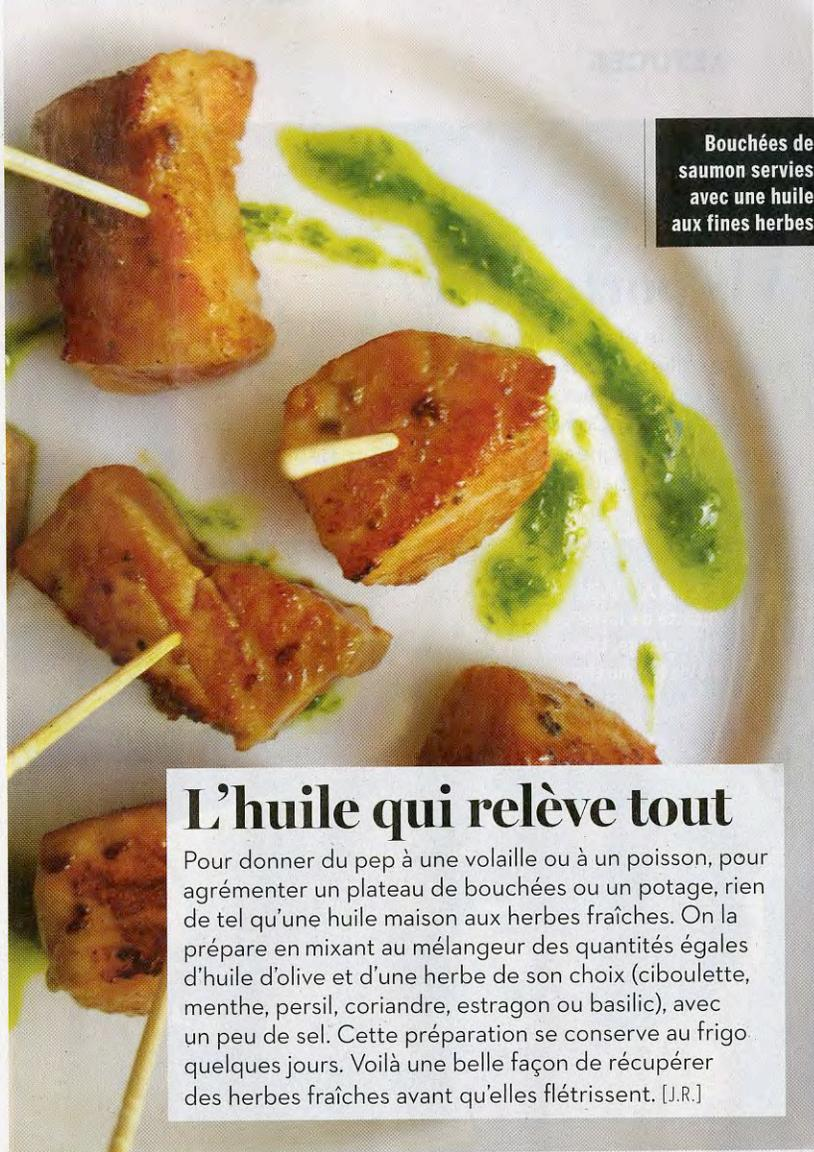 Bouchées de
saumon servies
avec une huile
aux fines herbes
L'huile qui relève tout
Pour donner du pep à une volaille ou à un poisson, pour
agrémenter un plateau de bouchées ou un potage, rien
de tel qu'une huile maison aux herbes fraîches. On la
prépare en mixant au mélangeur des quantités égales
d'huile d'olive et d'une herbe de son choix (ciboulette,
menthe, persil, coriandre, estragon ou basilic), avec
un peu de sel. Cette préparation se conserve au frigo
quelques jours. Voilà une belle façon de récupérer
des herbes fraîches avant qu'elles flétrissent. [J.R.]